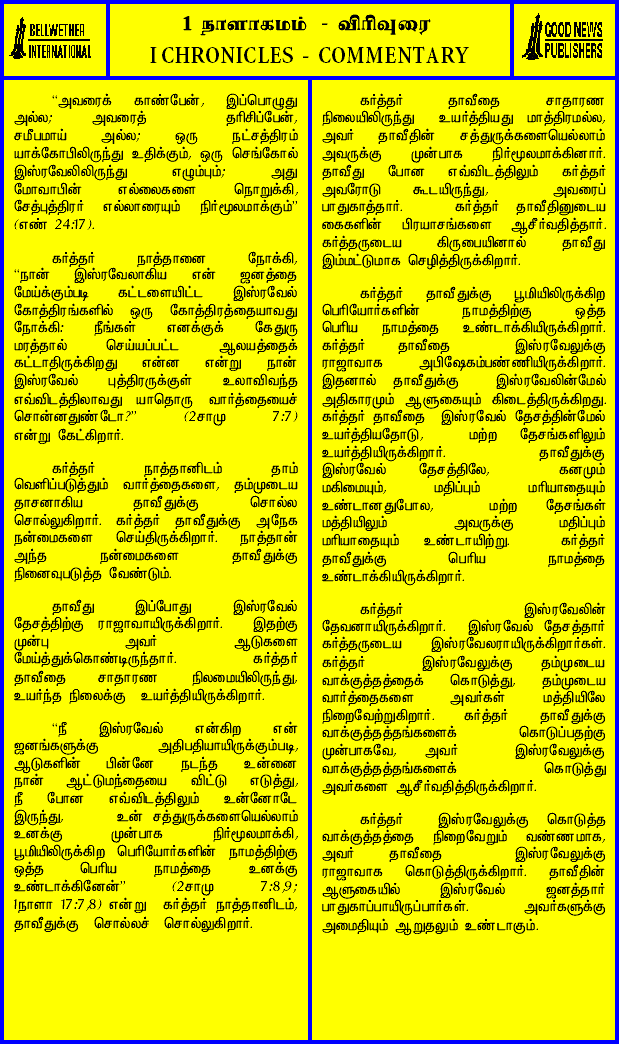 BELLWETHER
INTERNATIONAL
1 நாளாகமம் - விரிவுரை
I CHRONICLES - COMMENTARY
GOOD NEWS
PUBLISHERS
“அவரைக் காண்பேன், இப்பொழுது
அல்ல; அவரைத் தரிசிப்பேன்,
சமீபமாய் அல்ல; ஒரு நட்சத்திரம்
யாக்கோபிலிருந்து உதிக்கும், ஒரு செங்கோல்
இஸ்ரவேலிலிருந்து எழும்பும்; அது
மோவாபின் எல்லைகளை நொறுக்கி,
சேத்புத்திரர் எல்லாரையும் நிர்மூலமாக்கும்”
(எண் 24:17).
கர்த்தர் நாத்தானை நோக்கி,
“நான் இஸ்ரவேலாகிய என் ஜனத்தை
மேய்க்கும்படி கட்டளையிட்ட இஸ்ரவேல்
கோத்திரங்களில் ஒரு கோத்திரத்தையாவது
நோக்கி: நீங்கள் எனக்குக் கேதுரு
மரத்தால் செய்யப்பட்ட ஆலயத்தைக்
கட்டாதிருக்கிறது என்ன என்று நான்
இஸ்ரவேல் புத்திரருக்குள் உலாவிவந்த
எவ்விடத்திலாவது யாதொரு வார்த்தையைச்
சொன்னதுண்டோ?” (2சாமு 7:7)
என்று கேட்கிறார்.
கர்த்தர் நாத்தானிடம் தாம்
வெளிப்படுத்தும் வார்த்தைகளை, தம்முடைய
தாசனாகிய தாவீதுக்கு சொல்ல
சொல்லுகிறார். கர்த்தர் தாவீதுக்கு அநேக
நன்மைகளை செய்திருக்கிறார். நாத்தான்
அந்த நன்மைகளை தாவீதுக்கு
நினைவுபடுத்த வேண்டும்.
தாவீது இப்போது இஸ்ரவேல்
தேசத்திற்கு ராஜாவாயிருக்கிறார். இதற்கு
முன்பு அவர் ஆடுகளை
மேய்த்துக்கொண்டிருந்தார். கர்த்தர்
தாவீதை சாதாரண நிலமையிலிருந்து,
உயர்ந்த நிலைக்கு உயர்த்தியிருக்கிறார்.
“நீ இஸ்ரவேல் என்கிற என்
ஜனங்களுக்கு அதிபதியாயிருக்கும்படி,
ஆடுகளின் பின்னே நடந்த உன்னை
நான் ஆட்டுமந்தையை விட்டு எடுத்து,
நீ போன எவ்விடத்திலும் உன்னோடே
இருந்து, உன் சத்துருக்களையெல்லாம்
உனக்கு முன்பாக நிர்மூலமாக்கி,
பூமியிலிருக்கிற பெரியோர்களின் நாமத்திற்கு
ஒத்த பெரிய நாமத்தை உனக்கு
உண்டாக்கினேன்” (2சாமு 7:8,9;
1நாளா 17:7,8) என்று கர்த்தர் நாத்தானிடம்,
தாவீதுக்கு சொல்லச் சொல்லுகிறார்.
கர்த்தர் தாவீதை சாதாரண
நிலையிலிருந்து உயர்த்தியது மாத்திரமல்ல,
அவர் தாவீதின் சத்துருக்களையெல்லாம்
அவருக்கு முன்பாக நிர்மூலமாக்கினார்.
தாவீது போன எவ்விடத்திலும் கர்த்தர்
அவரோடு கூடயிருந்து, அவரைப்
பாதுகாத்தார். கர்த்தர் தாவீதினுடைய
கைகளின் பிரயாசங்களை ஆசீர்வதித்தார்.
கர்த்தருடைய கிருபையினால் தாவீது
இம்மட்டுமாக செழித்திருக்கிறார்.
கர்த்தர் தாவீதுக்கு பூமியிலிருக்கிற
பெரியோர்களின் நாமத்திற்கு ஒத்த
பெரிய நாமத்தை உண்டாக்கியிருக்கிறார்.
கர்த்தர் தாவீதை இஸ்ரவேலுக்கு
ராஜாவாக அபிஷேகம்பண்ணியிருக்கிறார்.
இதனால் தாவீதுக்கு இஸ்ரவேலின்மேல்
அதிகாரமும் ஆளுகையும் கிடைத்திருக்கிறது.
கர்த்தர் தாவீதை இஸ்ரவேல் தேசத்தின்மேல்
உயர்த்தியதோடு, மற்ற தேசங்களிலும்
உயர்த்தியிருக்கிறார். தாவீதுக்கு
இஸ்ரவேல் தேசத்திலே, கனமும்
மகிமையும், மதிப்பும் மரியாதையும்
உண்டானதுபோல, மற்ற தேசங்கள்
மத்தியிலும் அவருக்கு மதிப்பும்
மரியாதையும் உண்டாயிற்று. கர்த்தர்
தாவீதுக்கு பெரிய நாமத்தை
உண்டாக்கியிருக்கிறார்.
கர்த்தர் இஸ்ரவேலின்
தேவனாயிருக்கிறார். இஸ்ரவேல் தேசத்தார்
கர்த்தருடைய இஸ்ரவேலராயிருக்கிறார்கள்.
கர்த்தர் இஸ்ரவேலுக்கு தம்முடைய
வாக்குத்தத்தைக் கொடுத்து, தம்முடைய
வார்த்தைகளை அவர்கள் மத்தியிலே
நிறைவேற்றுகிறார். கர்த்தர் தாவீதுக்கு
வாக்குத்தத்தங்களைக் கொடுப்பதற்கு
முன்பாகவே, அவர் இஸ்ரவேலுக்கு
வாக்குத்தத்தங்களைக் கொடுத்து
அவர்களை ஆசீர்வதித்திருக்கிறார்.
கர்த்தர் இஸ்ரவேலுக்கு கொடுத்த
வாக்குத்தத்தை நிறைவேறும் வண்ணமாக,
அவர் தாவீதை இஸ்ரவேலுக்கு
ராஜாவாக கொடுத்திருக்கிறார். தாவீதின்
ஆளுகையில் இஸ்ரவேல் ஜனத்தார்
பாதுகாப்பாயிருப்பார்கள். அவர்களுக்கு
அமைதியும் ஆறுதலும் உண்டாகும்.